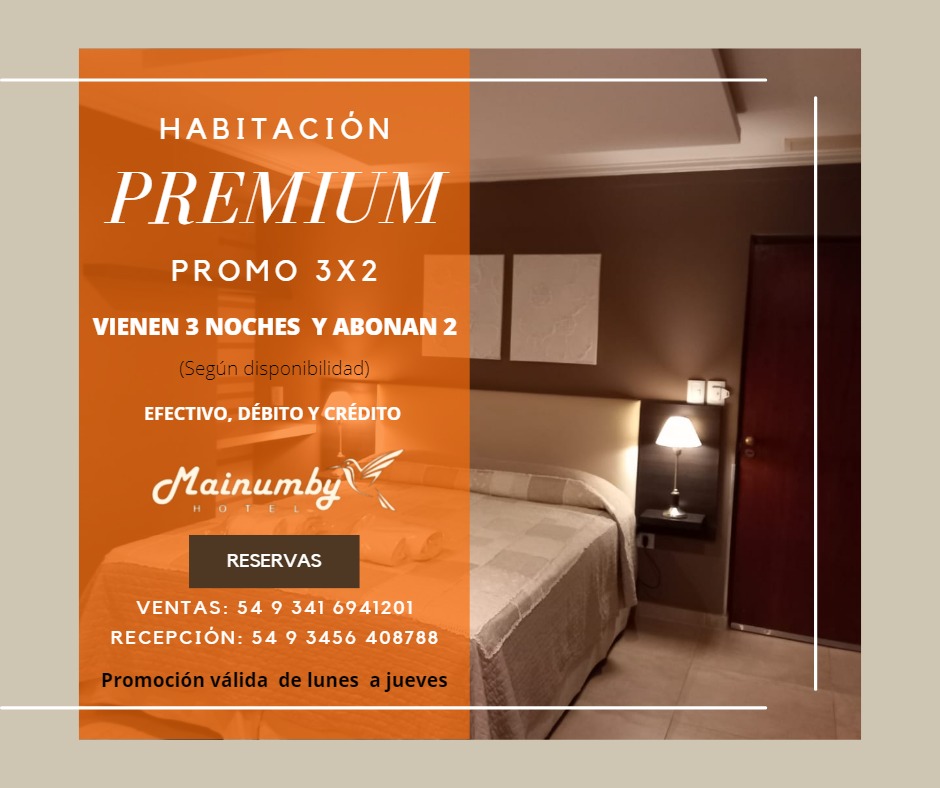 HABITACIÓN
PREMIUM
PROMO 3X2
VIENEN 3 NOCHES Y ABONAN 2
(Según disponibilidad)
EFECTIVO, DÉBITO Y CRÉDITO
Mainumby
HOTEL
RESERVAS
VENTAS: 54 9 341 6941201
RECEPCIÓN: 54 9 3456 408788
Promoción válida de lunes a jueves